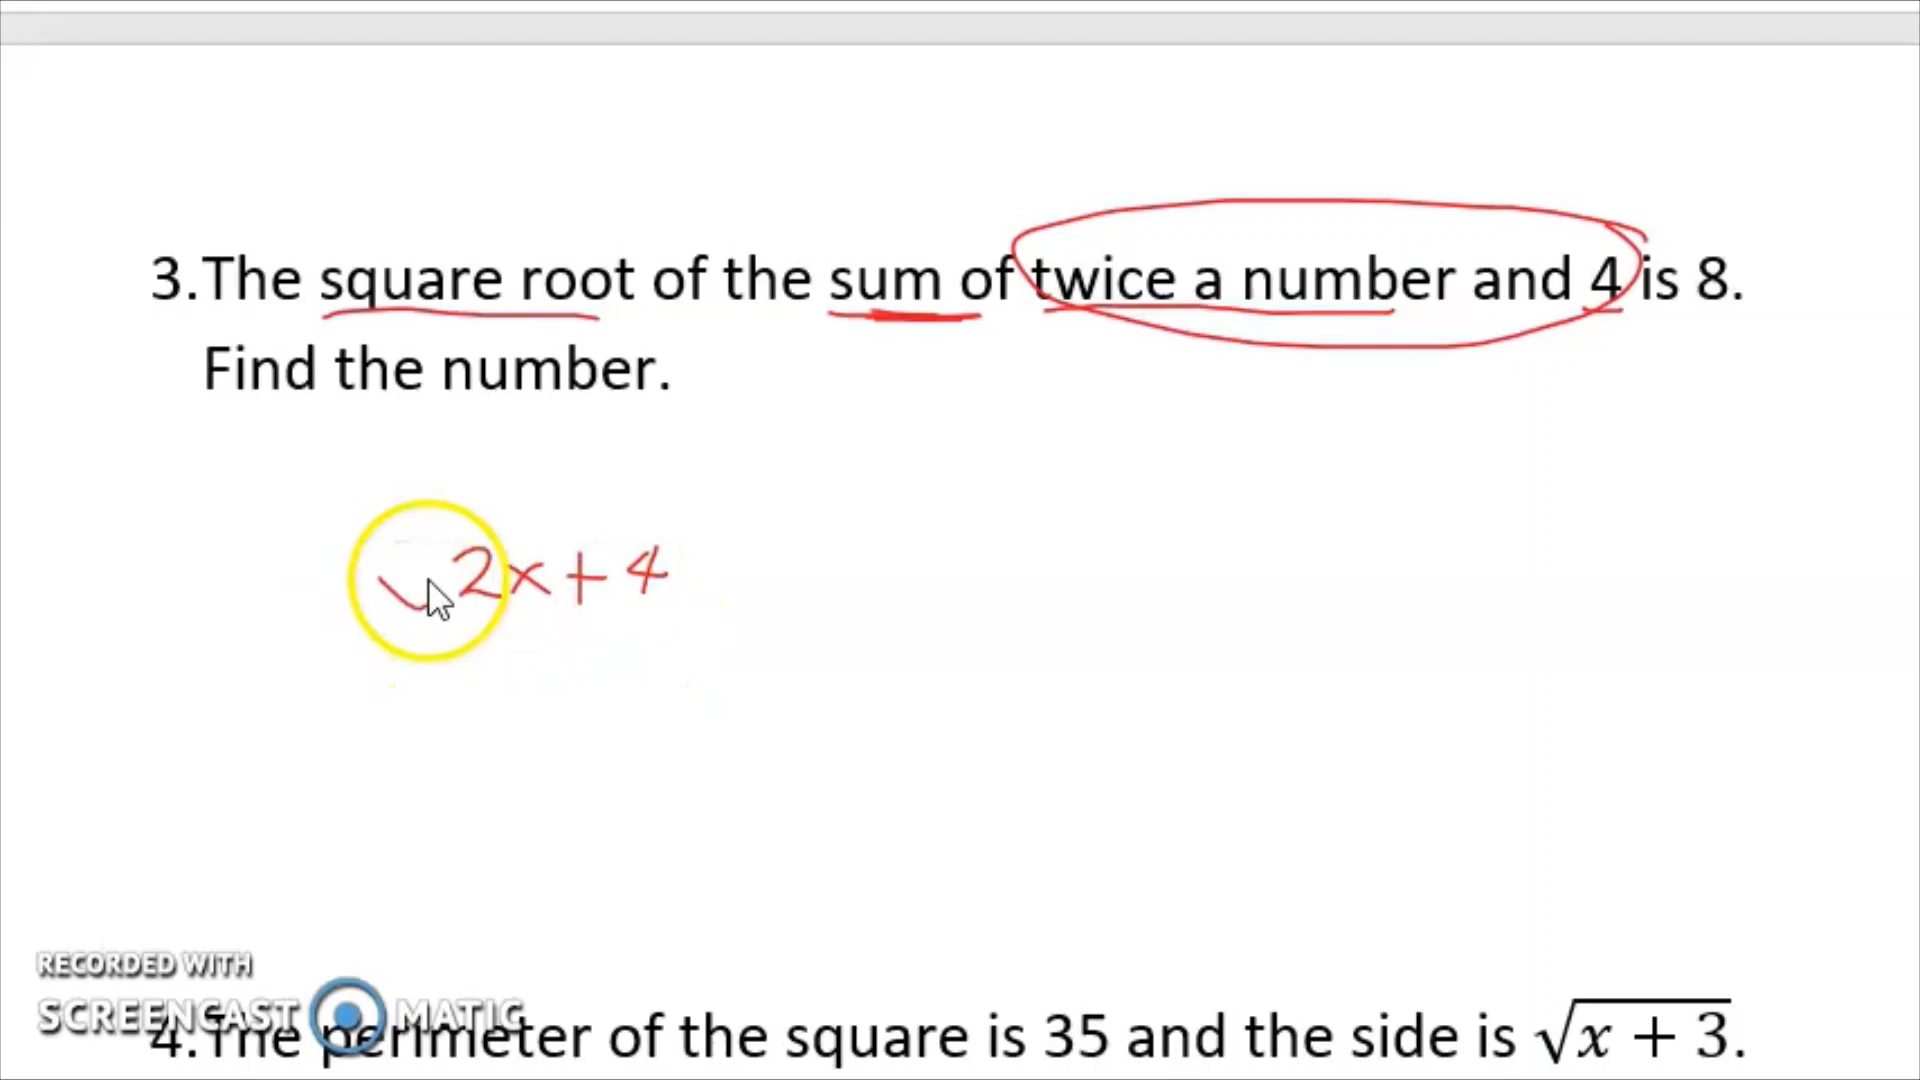 3.The square root of the sum of twice a number and 4 is 8.
Find the number.
√2x+4
RECORDED WITH
SCREENCAST MATIC
4.The perimeter of the square is 35 and the side is √x + 3.